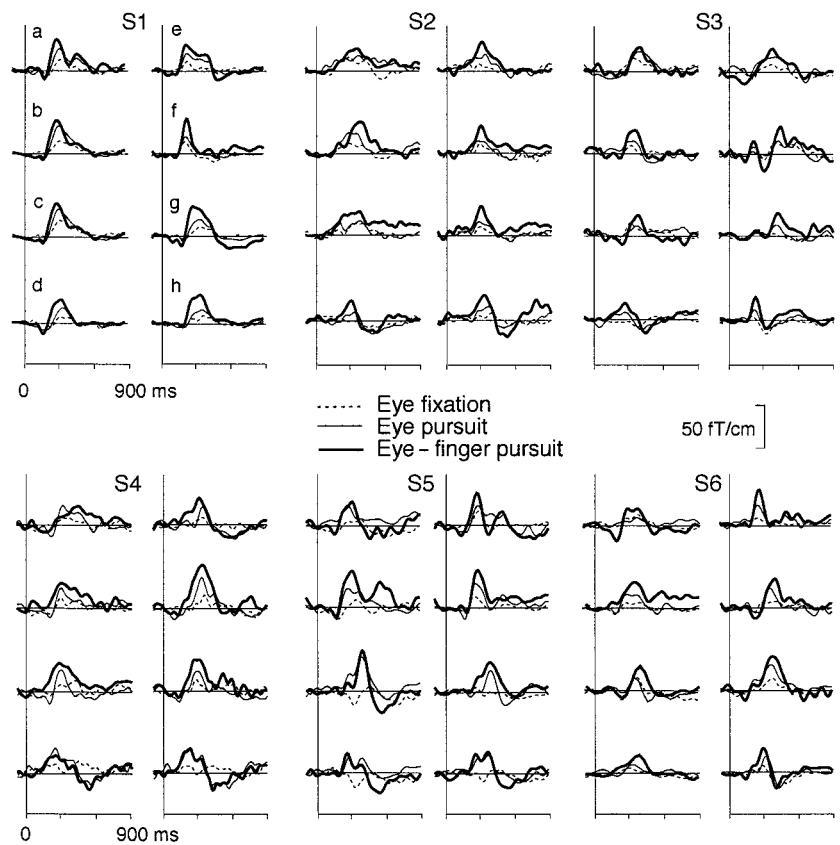 S1 S2 S3
a e
b f
c g
d h
0 900 ms
Eye fixation
Eye pursuit
Eye - finger pursuit
50 fT/cm
S4 S5 S6
0 900 ms